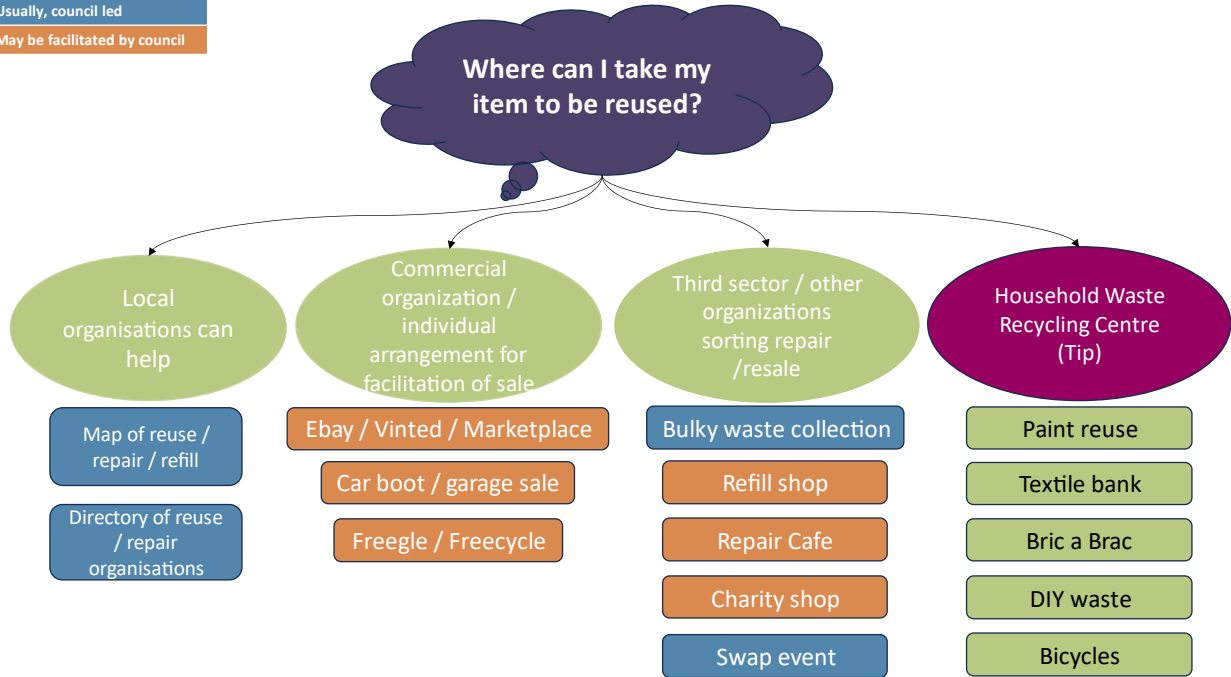 Usually, council led
May be facilitated by council
Where can I take my
item to be reused?
Local
organisations can
help
Commercial
organization /
individual
arrangement for
facilitation of sale
Third sector / other
organizations
sorting repair
/resale
Household Waste
Recycling Centre
(Tip)
Map of reuse /
repair / refill
Directory of reuse
/ repair
organisations
Ebay / Vinted / Marketplace
Car boot / garage sale
Freegle / Freecycle
Bulky waste collection
Refill shop
Repair Cafe
Charity shop
Swap event
Paint reuse
Textile bank
Bric a Brac
DIY waste
Bicycles